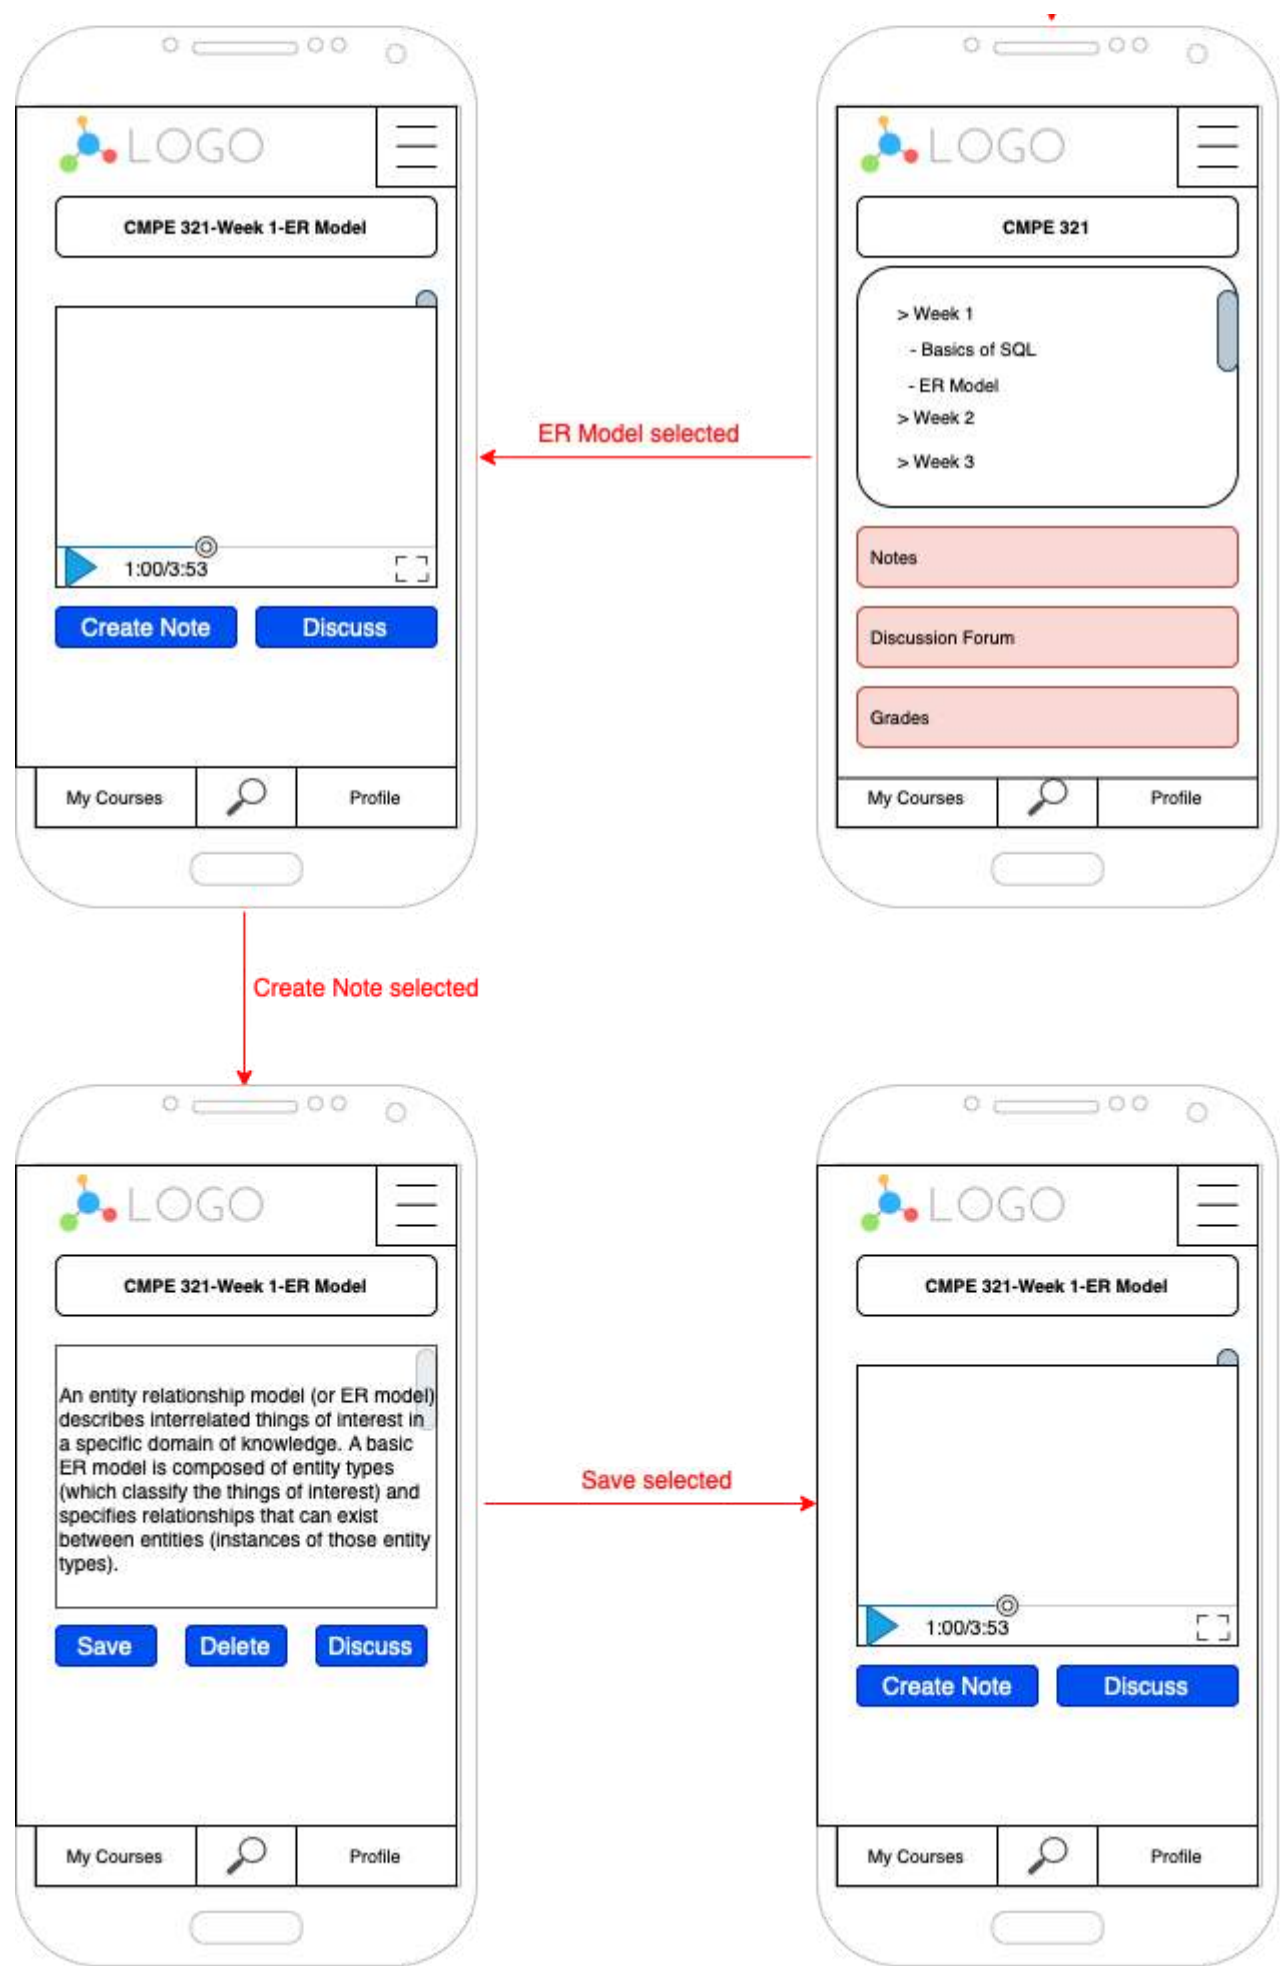 LOGO
CMPE 321-Week 1-ER Model
1:00/3:53
Create Note
Discuss
My Courses
Profile
ER Model selected
LOGO
CMPE 321
> Week 1
- Basics of SQL
- ER Model
> Week 2
> Week 3
Notes
Discussion Forum
Grades
My Courses
Profile
Create Note selected
LOGO
CMPE 321-Week 1-ER Model
An entity relationship model (or ER model)
describes interrelated things of interest in
a specific domain of knowledge. A basic
ER model is composed of entity types
(which classify the things of interest) and
specifies relationships that can exist
between entities (instances of those entity
types).
Save
Delete
Discuss
My Courses
Profile
Save selected
LOGO
CMPE 321-Week 1-ER Model
1:00/3:53
Create Note
Discuss
My Courses
Profile